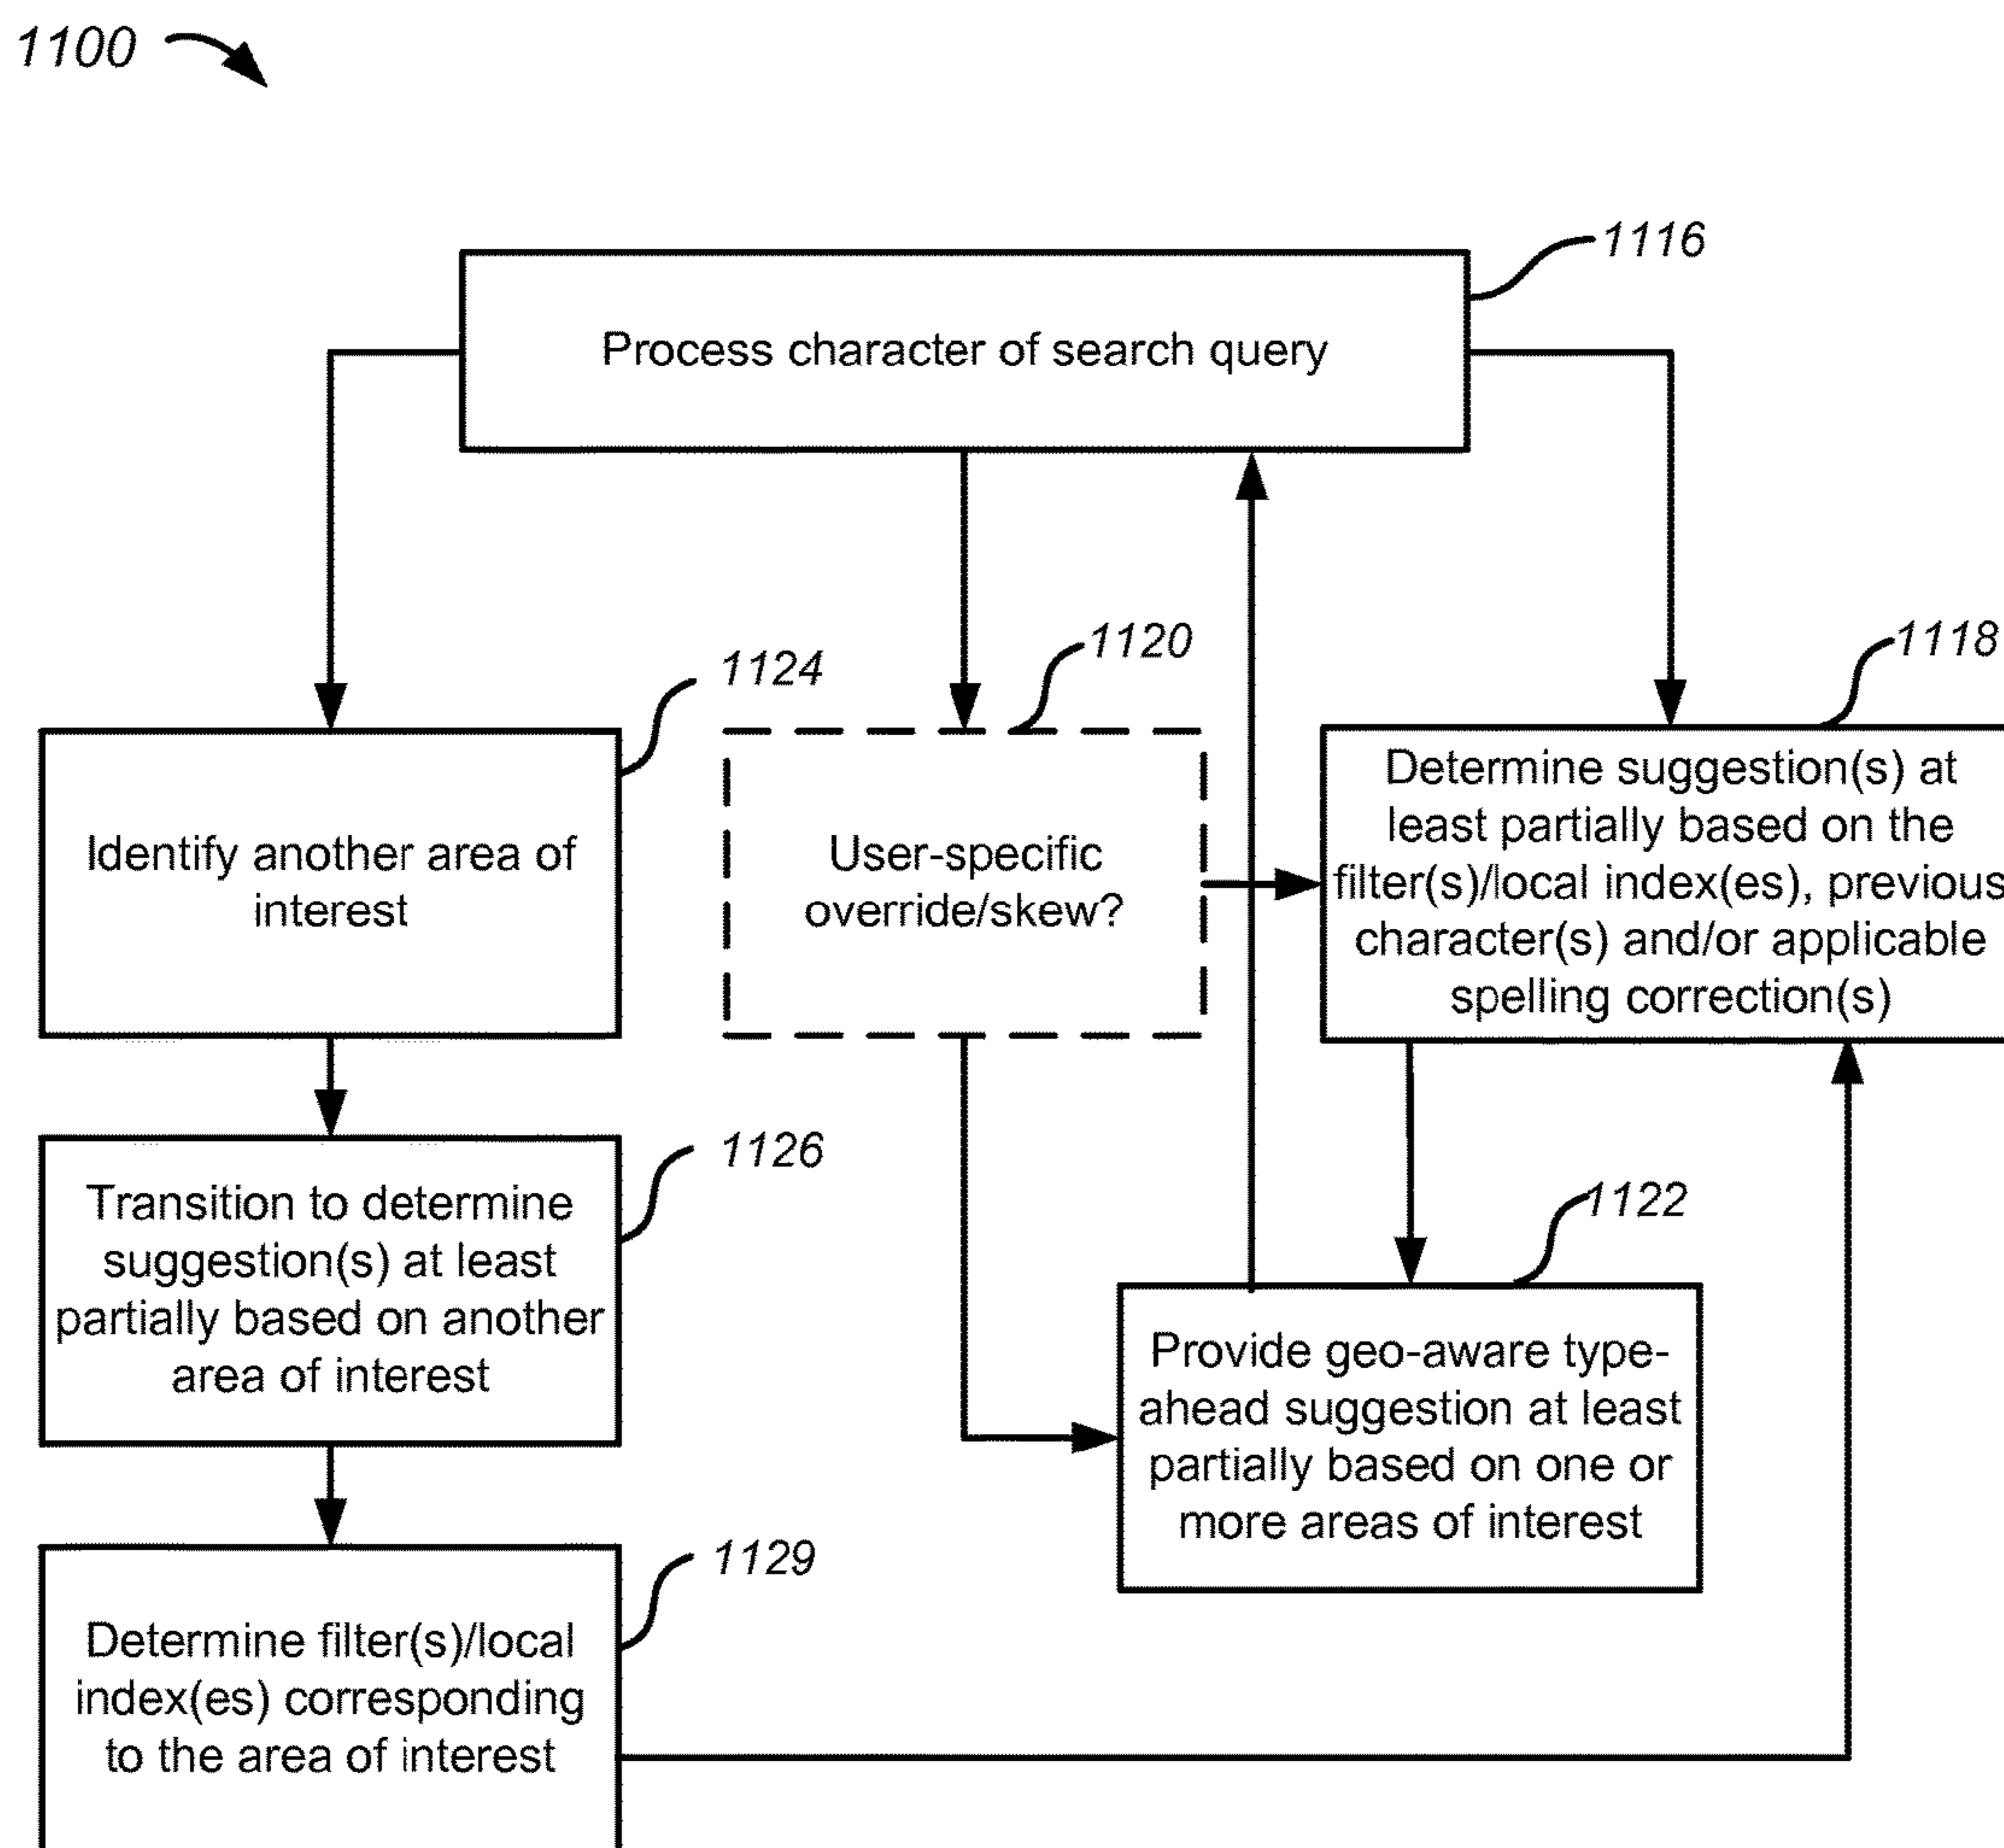 1100
1116
Process character of search query
1124
Identify another area of
interest
1120
User-specific
override/skew?
1118
Determine suggestion(s) at
least partially based on the
filter(s)/local index(es), previous
character(s) and/or applicable
spelling correction(s)
1126
Transition to determine
suggestion(s) at least
partially based on another
area of interest
1122
Provide geo-aware type-
ahead suggestion at least
partially based on one or
more areas of interest
1129
Determine filter(s)/local
index(es) corresponding
to the area of interest